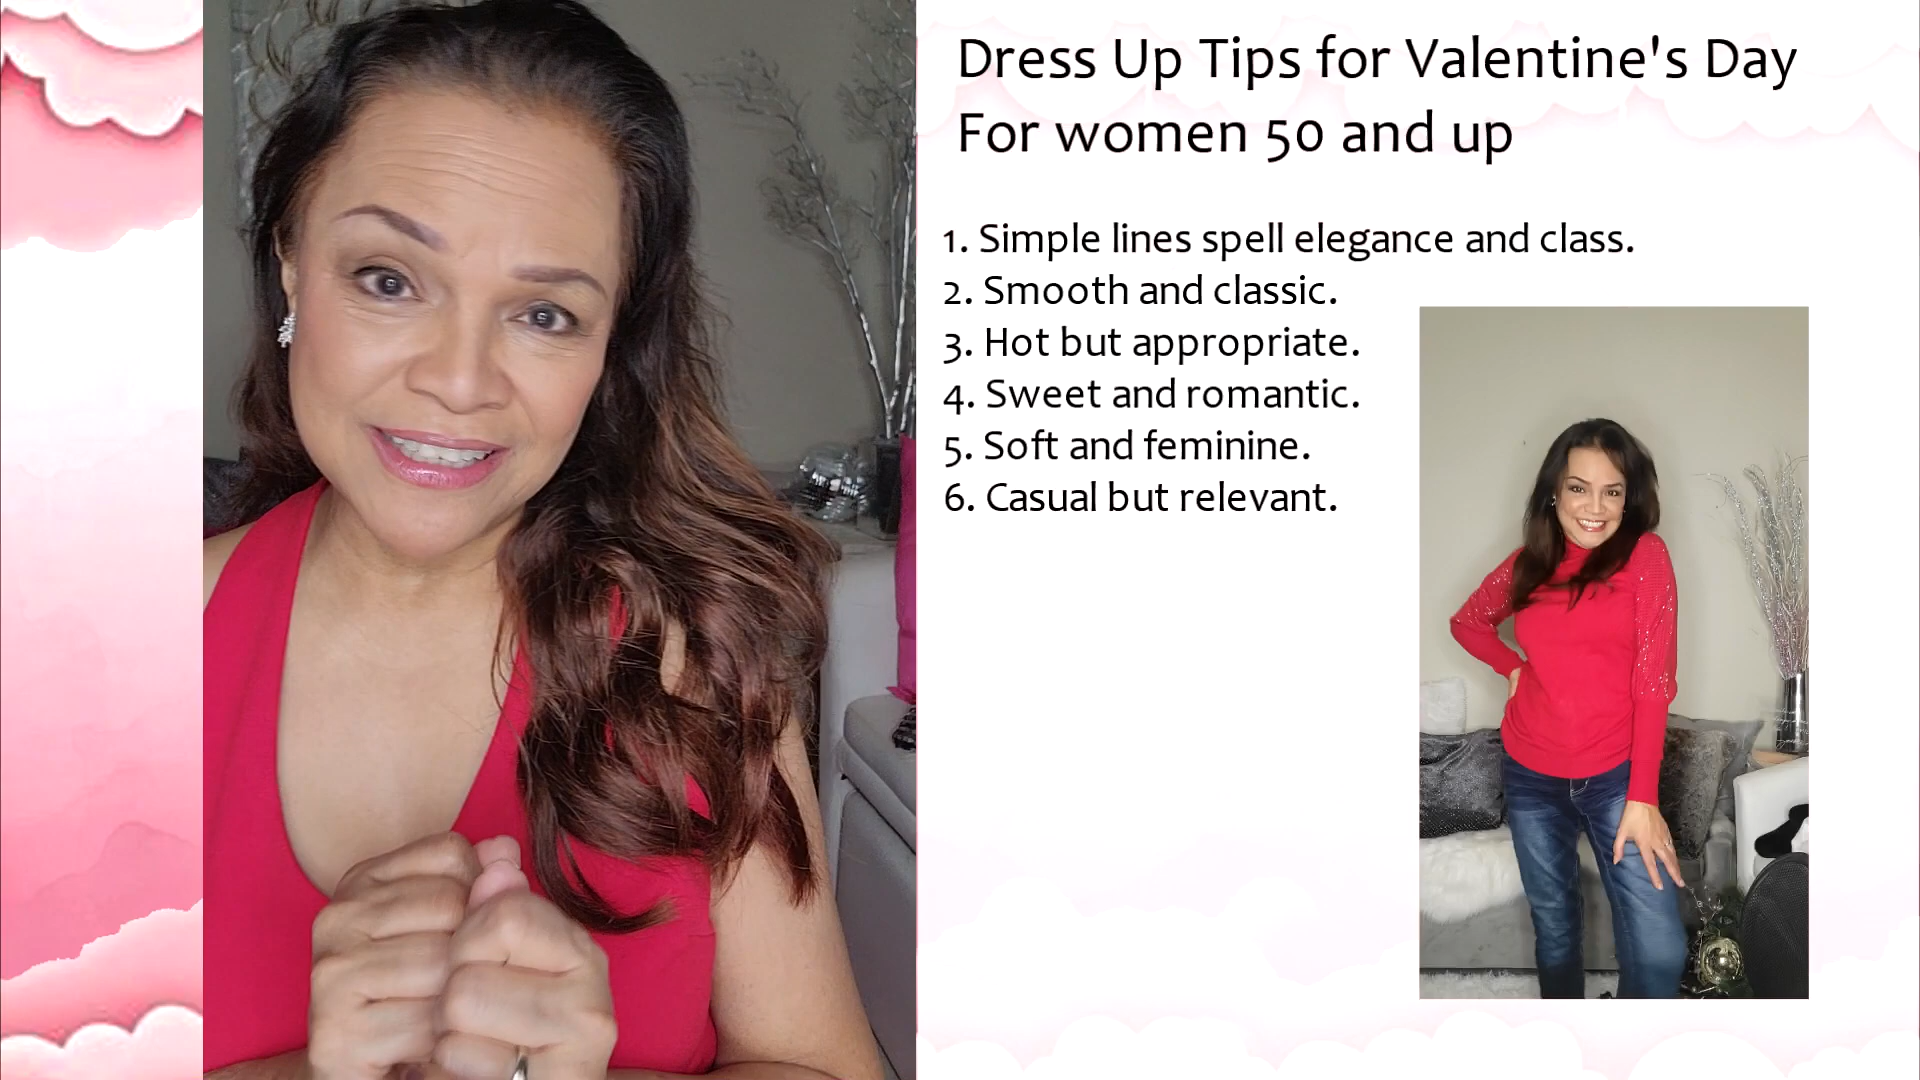 Dress Up Tips for Valentine's Day
For women 50 and up
1. Simple lines spell elegance and class.
2. Smooth and classic.
3. Hot but appropriate.
4. Sweet and romantic.
5. Soft and feminine.
6. Casual but relevant.